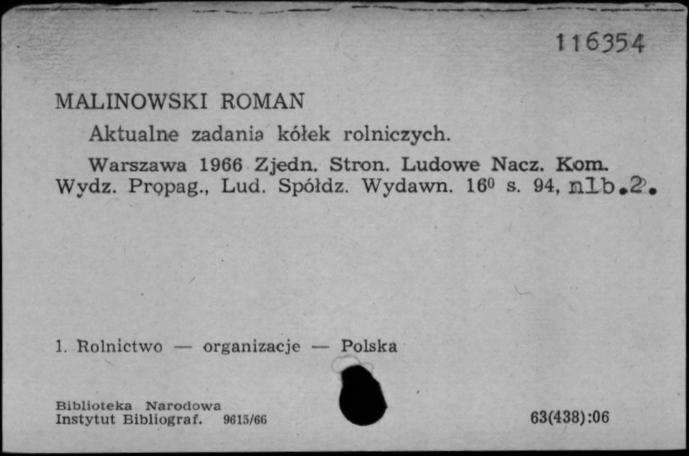 116354
MALINOWSKI ROMAN
Aktualne zadania kółek rolniczych.
Warszawa 1966 Zjedn. Stron. Ludowe Nacz. Kom.
Wydz. Propag., Lud. Spółdz. Wydawn. 16⁰ s. 94, nlb.2.
1. Rolnictwo — organizacje — Polska
Biblioteka Narodowa
Instytut Bibliograf. 9615/66
63(438):06